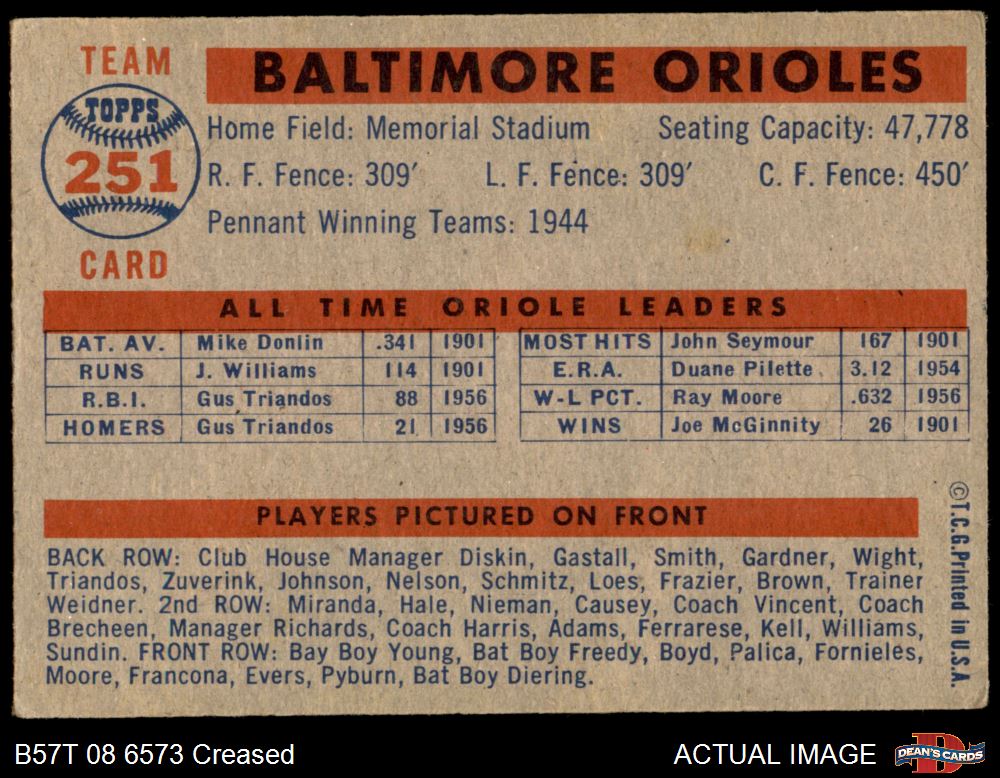 TEAM
TOPPS
251
CARD
BALTIMORE ORIOLES
Home Field: Memorial Stadium Seating Capacity: 47,778
R. F. Fence: 309′ L. F. Fence: 309′ C. F. Fence: 450′
Pennant Winning Teams: 1944
ALL TIME ORIOLE LEADERS
BAT. AV. Mike Donlin .341 1901 MOST HITS John Seymour 167 1901
RUNS J. Williams 114 1901 E.R.A. Duane Pilette 3.12 1954
R.B.I. Gus Triandos 88 1956 W-L PCT. Ray Moore .632 1956
HOMERS Gus Triandos 21 1956 WINS Joe McGinnity 26 1901
PLAYERS PICTURED ON FRONT
BACK ROW: Club House Manager Diskin, Gastall, Smith, Gardner, Wight,
Triandos, Zuverink, Johnson, Nelson, Schmitz, Loes, Frazier, Brown, Trainer
Weidner. 2nd ROW: Miranda, Hale, Nieman, Causey, Coach Vincent, Coach
Brecheen, Manager Richards, Coach Harris, Adams, Ferrarese, Kell, Williams,
Sundin. FRONT ROW: Bay Boy Young, Bat Boy Freedy, Boyd, Palica, Fornieles,
Moore, Francona, Evers, Pyburn, Bat Boy Diering.
©T.C.G. Printed in U.S.A.
B57T 08 6573 Creased
ACTUAL IMAGE
DEAN'S CARDS